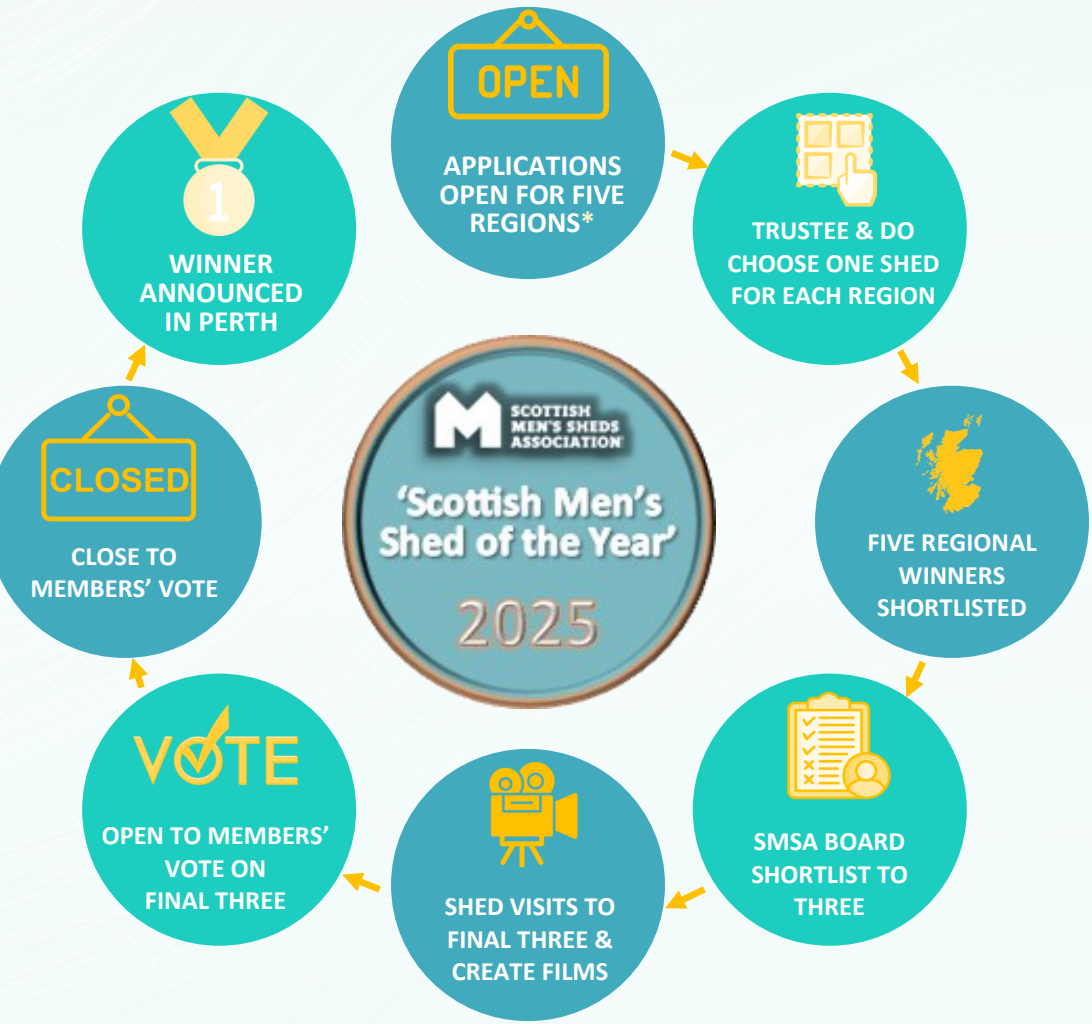 OPEN
APPLICATIONS
OPEN FOR FIVE
REGIONS*
TRUSTEE & DO
CHOOSE ONE SHED
FOR EACH REGION
FIVE REGIONAL
WINNERS
SHORTLISTED
SMSA BOARD
SHORTLIST TO
THREE
SHED VISITS TO
FINAL THREE &
CREATE FILMS
VOTE
OPEN TO MEMBERS’
VOTE ON
FINAL THREE
CLOSED
CLOSE TO
MEMBERS’ VOTE
1
WINNER
ANNOUNCED
IN PERTH
SCOTTISH
MEN'S SHEDS
ASSOCIATION
‘Scottish Men’s
Shed of the Year’
2025